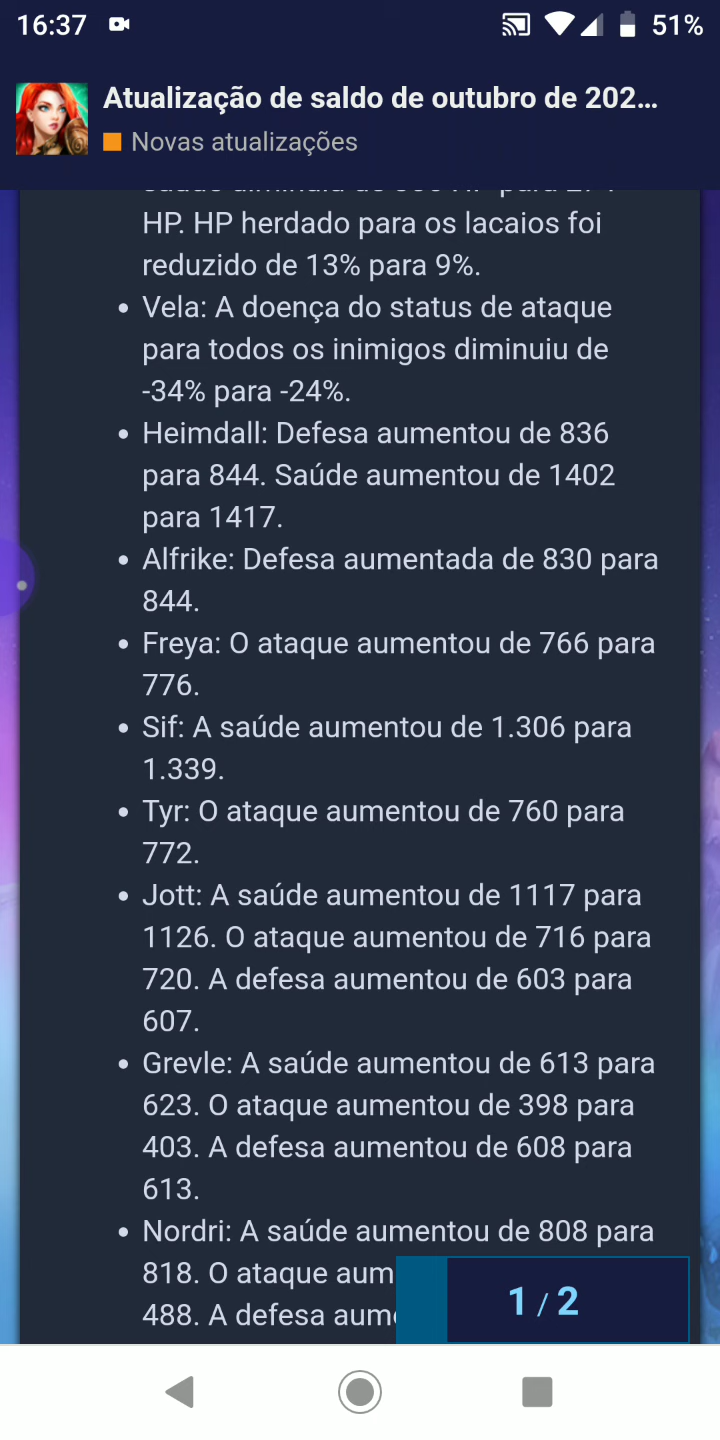 16:37
51%
Atualização de saldo de outubro de 202...
Novas atualizações
HP. HP herdado para os lacaios foi
reduzido de 13% para 9%.
Vela: A doença do status de ataque
para todos os inimigos diminuiu de
-34% para -24%.
Heimdall: Defesa aumentou de 836
para 844. Saúde aumentou de 1402
para 1417.
Alfrike: Defesa aumentada de 830 para
844.
Freya: O ataque aumentou de 766 para
776.
Sif: A saúde aumentou de 1.306 para
1.339.
Tyr: O ataque aumentou de 760 para
772.
Jott: A saúde aumentou de 1117 para
1126. O ataque aumentou de 716 para
720. A defesa aumentou de 603 para
607.
Grevle: A saúde aumentou de 613 para
623. O ataque aumentou de 398 para
403. A defesa aumentou de 608 para
613.
Nordri: A saúde aumentou de 808 para
818. O ataque aum
488. A defesa aum
1 / 2